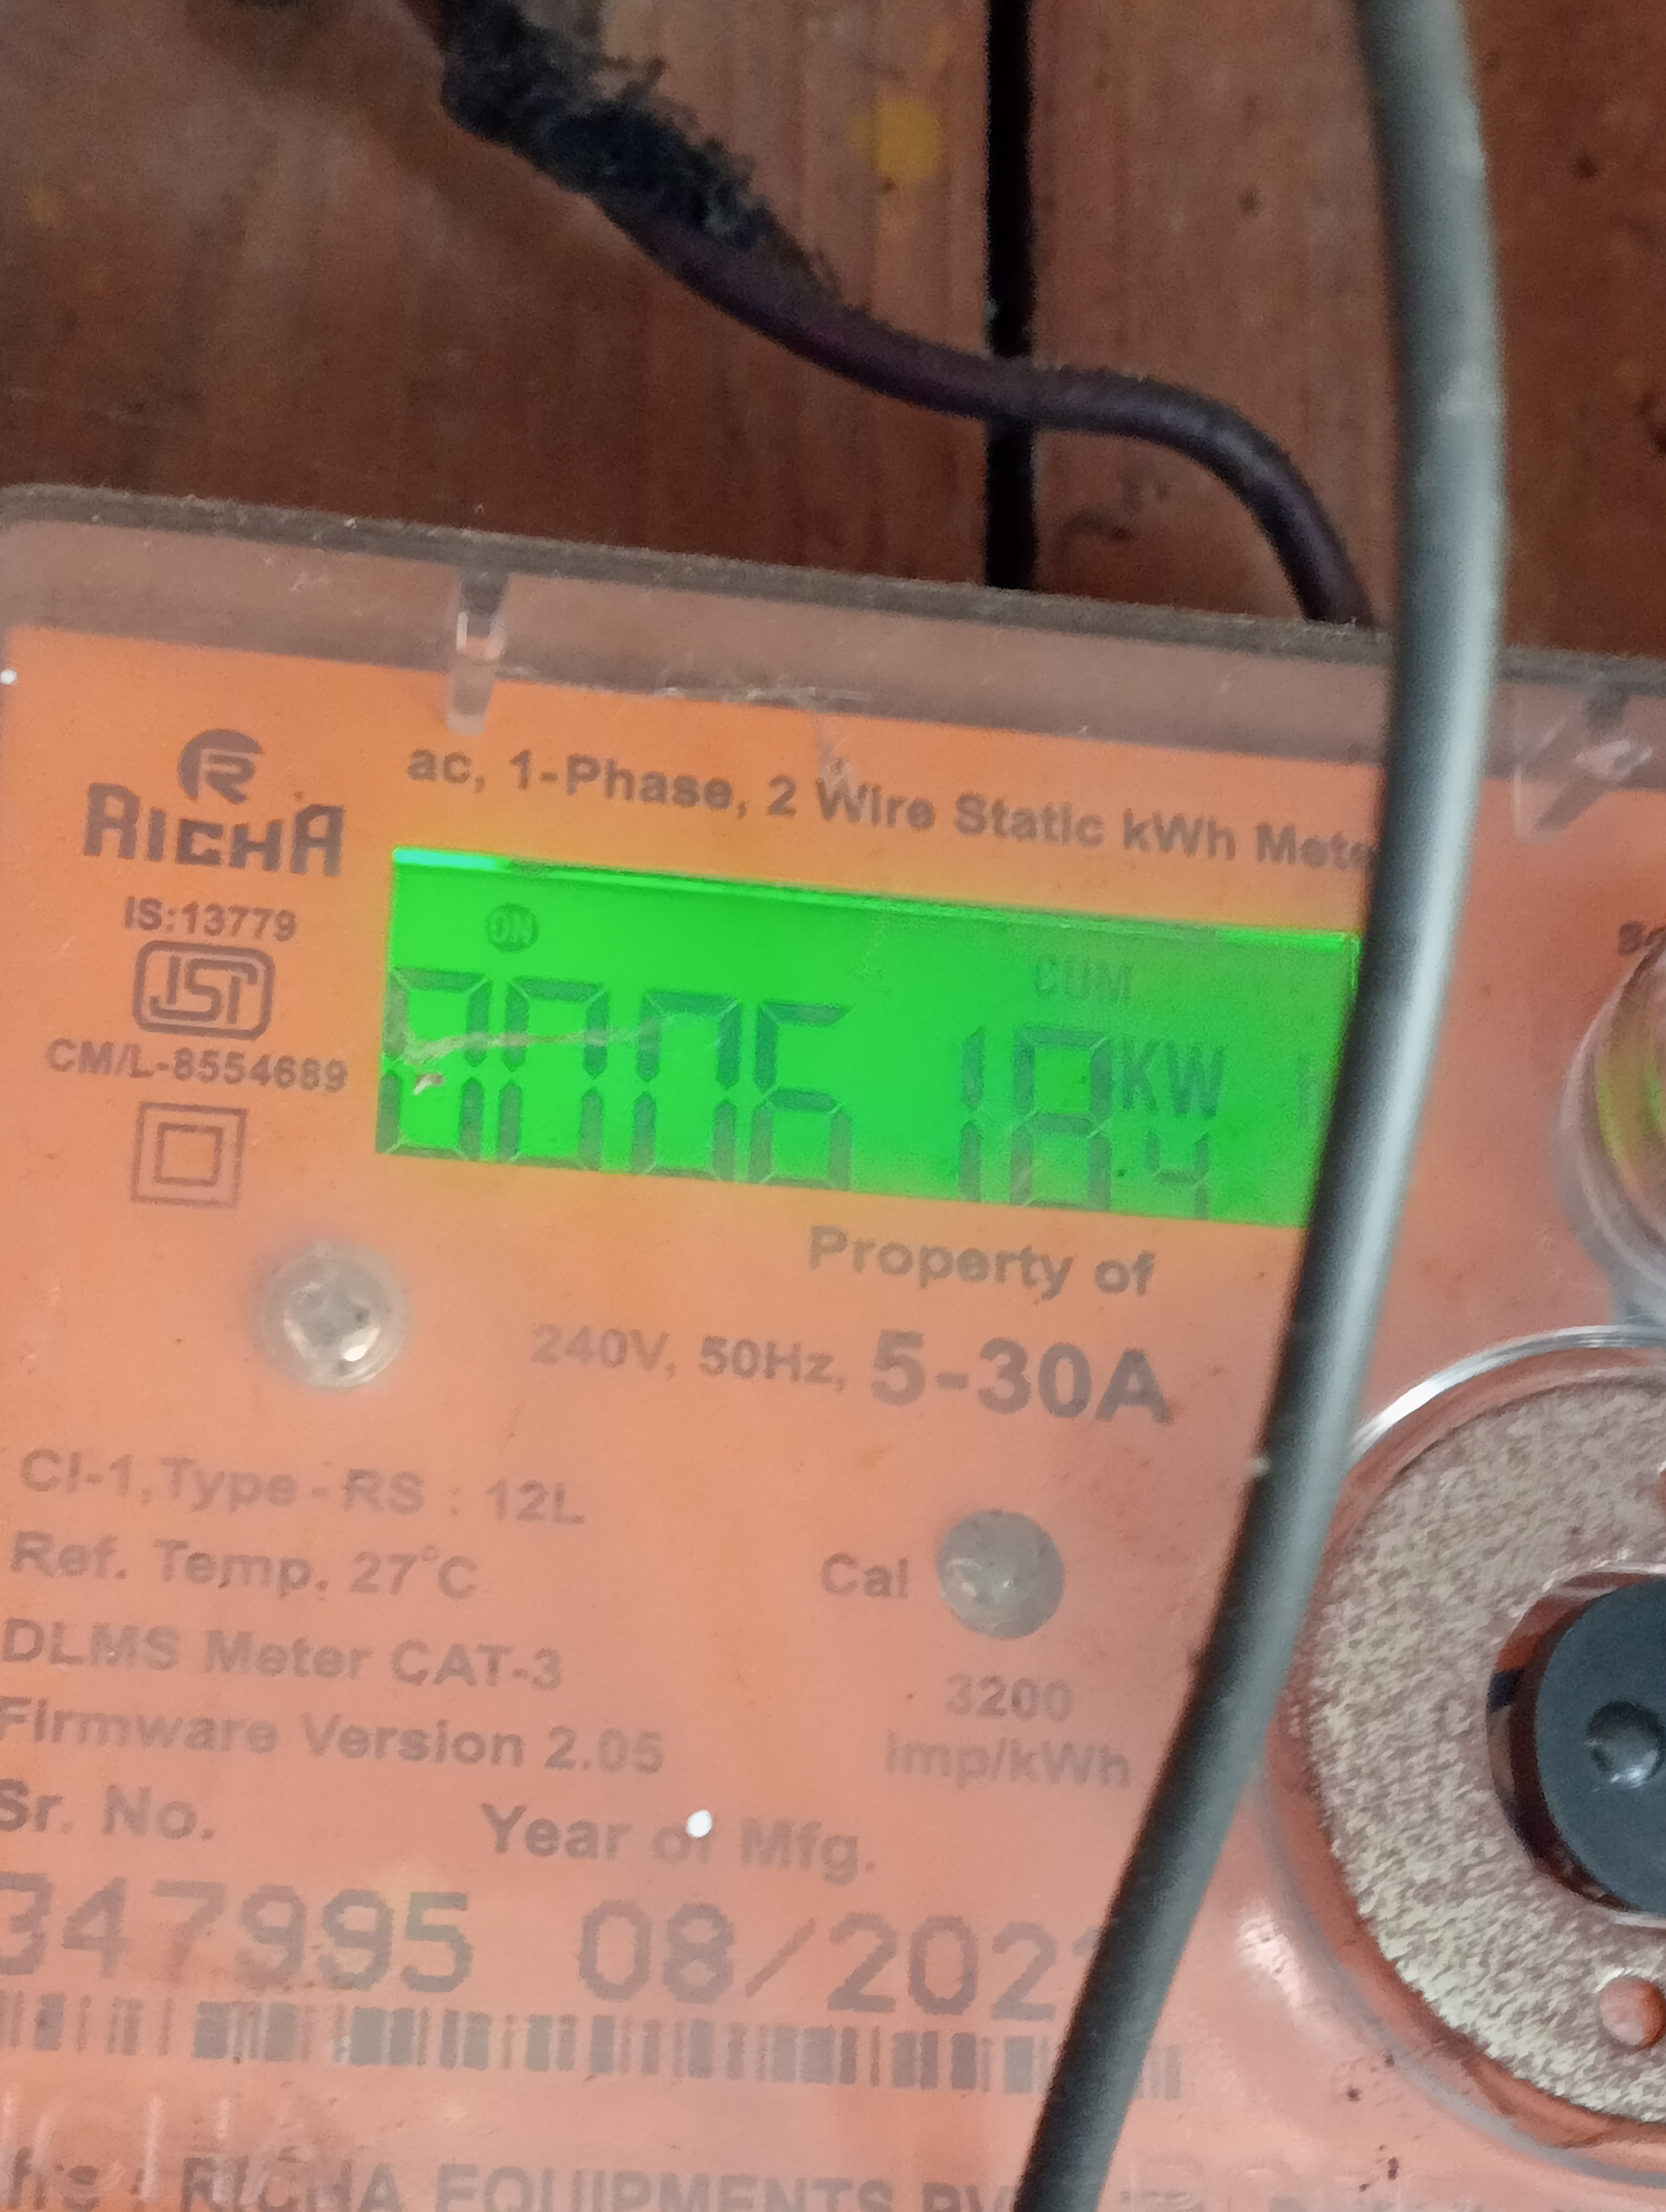 RICHA
ac, 1-Phase, 2 Wire Static kWh Mete
IS:13779
ISI
CM/L-8554689
ON
CUM
000618 KW
4
Property of
240V, 50Hz, 5-30A
Cl-1,Type-RS : 12L
Ref. Temp. 27°C
Cal
DLMS Meter CAT-3
3200
imp/kWh
Firmware Version 2.05
Sr. No. Year of Mfg.
347995 08/202
RICHA EQUIPMENTS